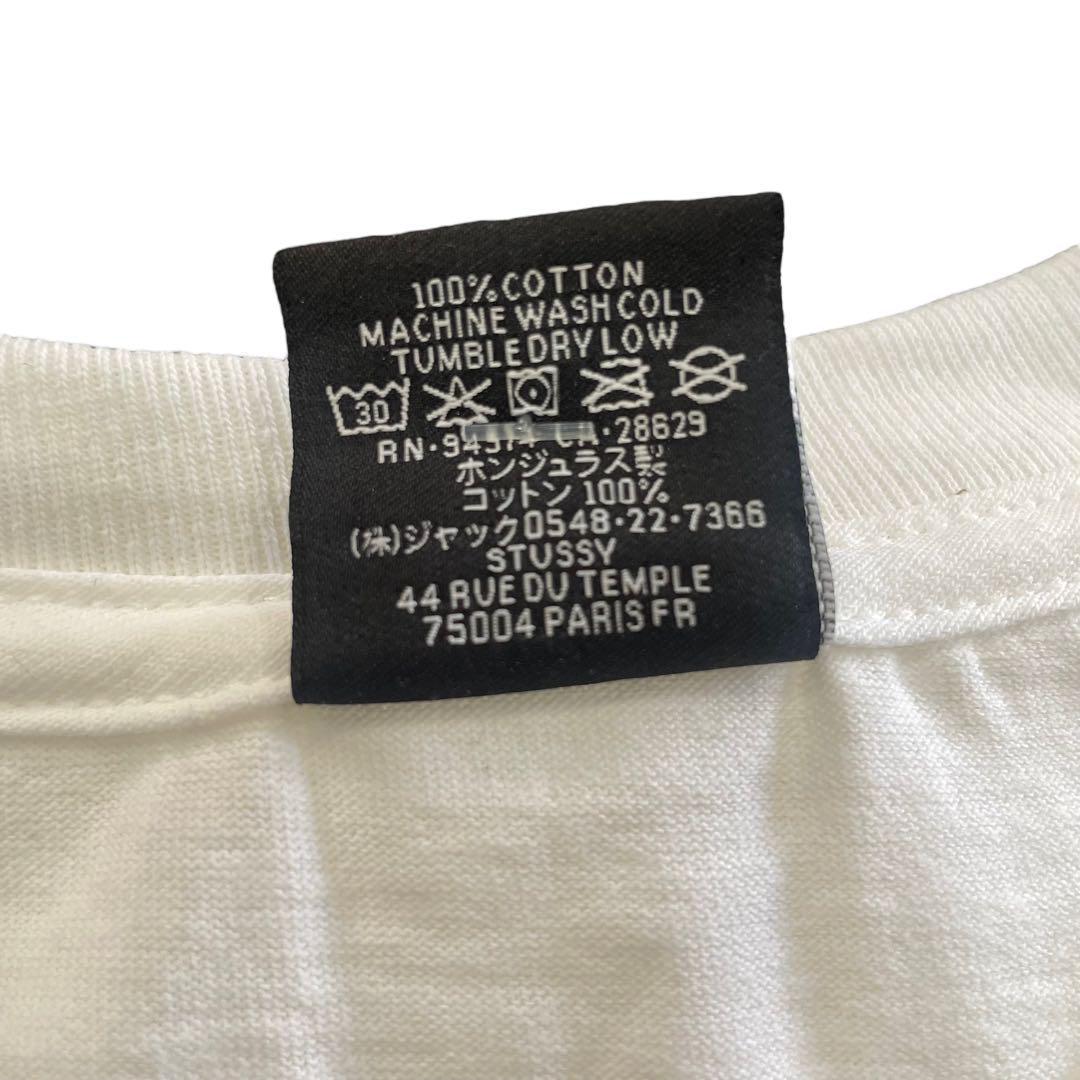 100% COTTON
MACHINE WASH COLD
TUMBLE DRY LOW
30
28629
ホンジュラス製
コットン 100%
(株)ジャック0548・22・7366
STUSSY
44 RUE DU TEMPLE
75004 PARIS FR